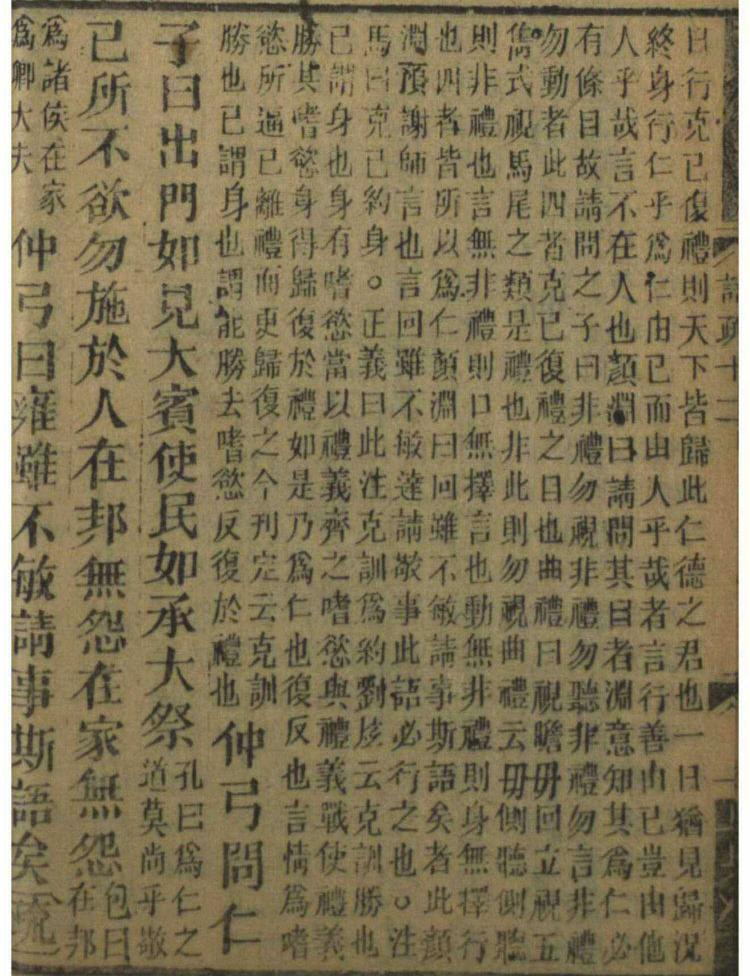 日行克己復禮則天下皆歸此仁德之君也一日猶見歸況
終身行仁乎爲仁由己而由人乎哉者言行善由己豈由他
人乎哉言不在人也顏淵曰請問其目者淵意知其爲仁必
有條目故請問之子曰非禮勿視非禮勿聽非禮勿言非禮
勿動者此四者克己復禮之目也曲禮曰視瞻毋回立視五
雟式視馬尾之類是禮也非此則勿視曲禮云毋側聽側聽
則非禮也言無非禮則口無擇言也動無非禮則身無擇行
也四者皆所以爲仁顏淵曰回雖不敏請事斯語矣者此顏
淵預謝師言也言回雖不敏達請敬事此語必行之也○注
馬曰克己約身○正義曰此注克訓爲約劉炫云克訓勝也
己謂身也身有嗜慾當以禮義齊之嗜慾與禮義戰使禮義
勝其嗜慾身得歸復於禮如是乃爲仁也復反也言情爲嗜
慾所逼已離禮而更歸復之今刊定云克訓
勝也己謂身也謂能勝去嗜慾反復於禮也
仲弓問仁
子曰出門如見大賓使民如承大祭
孔曰爲仁之
道莫尚乎敬
己所不欲勿施於人在邦無怨在家無怨
包曰
在邦
爲諸侯在家
爲卿大夫
仲弓曰雍雖不敏請事斯語矣疏